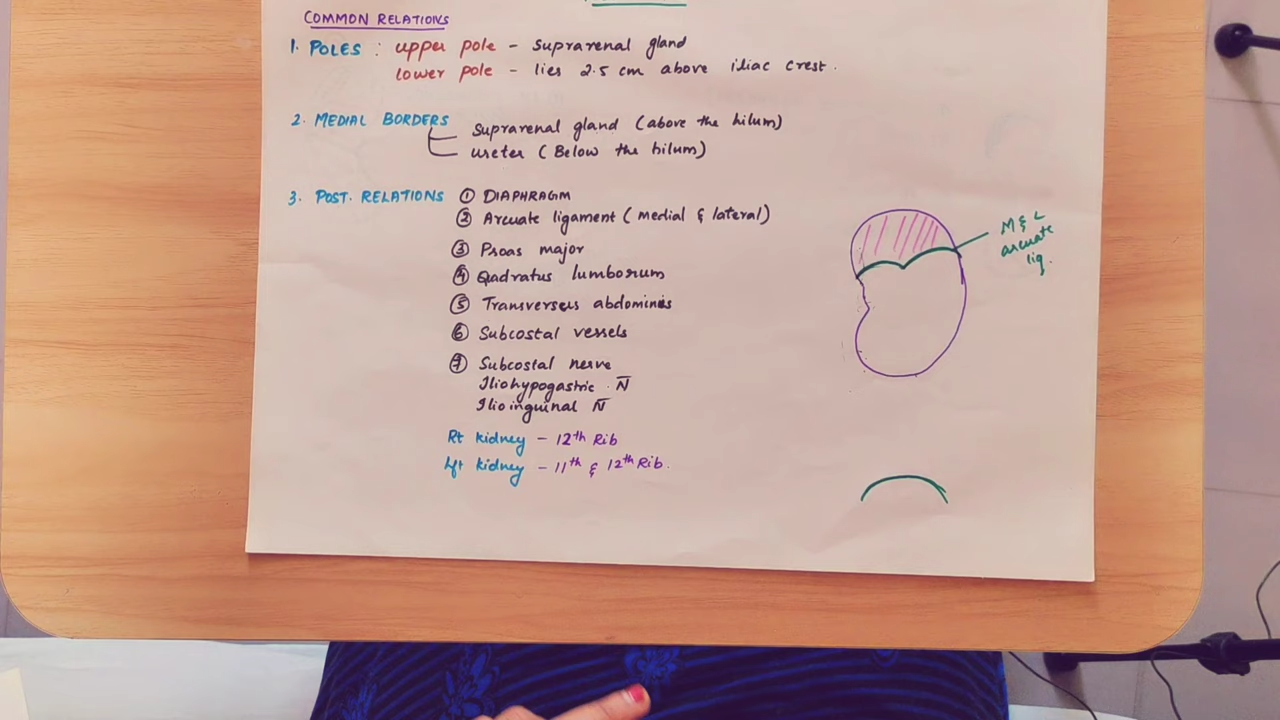 COMMON RELATIONS
1. POLES : upper pole - Suprarenal gland
lower pole - lies 2.5 cm above iliac crest.
2. MEDIAL BORDERS
Suprarenal gland (above the hilum)
Ureter (Below the hilum)
3. POST. RELATIONS ① DIAPHRAGM
② Arcuate ligament (medial & lateral)
③ Psoas major
④ Qadratus lumborum
⑤ Transversus abdominis
⑥ Subcostal vessels
⑦ Subcostal nerve
Iliohypogastric . N̅
Ilioinguinal N̅
Rt kidney - 12th Rib
Lft kidney - 11th & 12th Rib.
M & L
arcuate
lig.